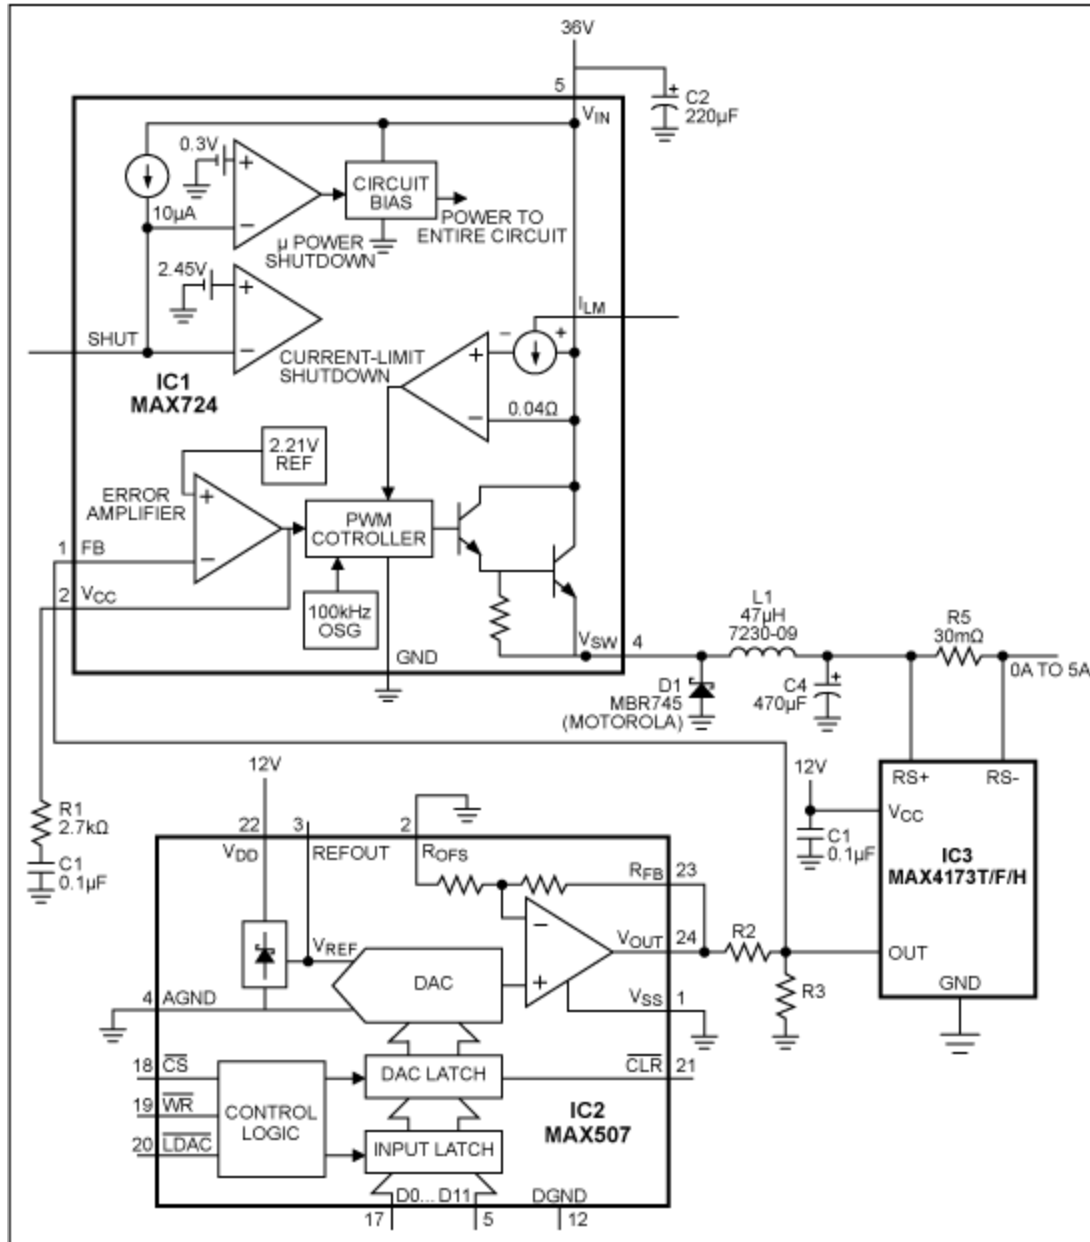 36V
5
C2
220µF
VIN
0.3V
+
−
10µA
CIRCUIT
BIAS
POWER TO
ENTIRE CIRCUIT
µ POWER
SHUTDOWN
2.45V
+
−
SHUT
IC1
MAX724
ILM
−
+
CURRENT-LIMIT
SHUTDOWN
+
−
0.04Ω
2.21V
REF
ERROR
AMPLIFIER
+
−
PWM
COTROLLER
100kHz
OSG
1
FB
2
VCC
GND
VSW
4
L1
47µH
7230-09
R5
30mΩ
0A TO 5A
D1
MBR745
(MOTOROLA)
C4
470µF
+
+
12V
RS+
RS-
VCC
C1
0.1µF
IC3
MAX4173T/F/H
OUT
GND
R1
2.7kΩ
C1
0.1µF
12V
22
3
2
VDD
REFOUT
ROFS
RFB
23
VREF
DAC
−
+
VOUT
24
R2
R3
4
AGND
VSS
1
18
CS
19
WR
20
LDAC
CONTROL
LOGIC
DAC LATCH
INPUT LATCH
CLR
21
IC2
MAX507
D0... D11
DGND
17
5
12